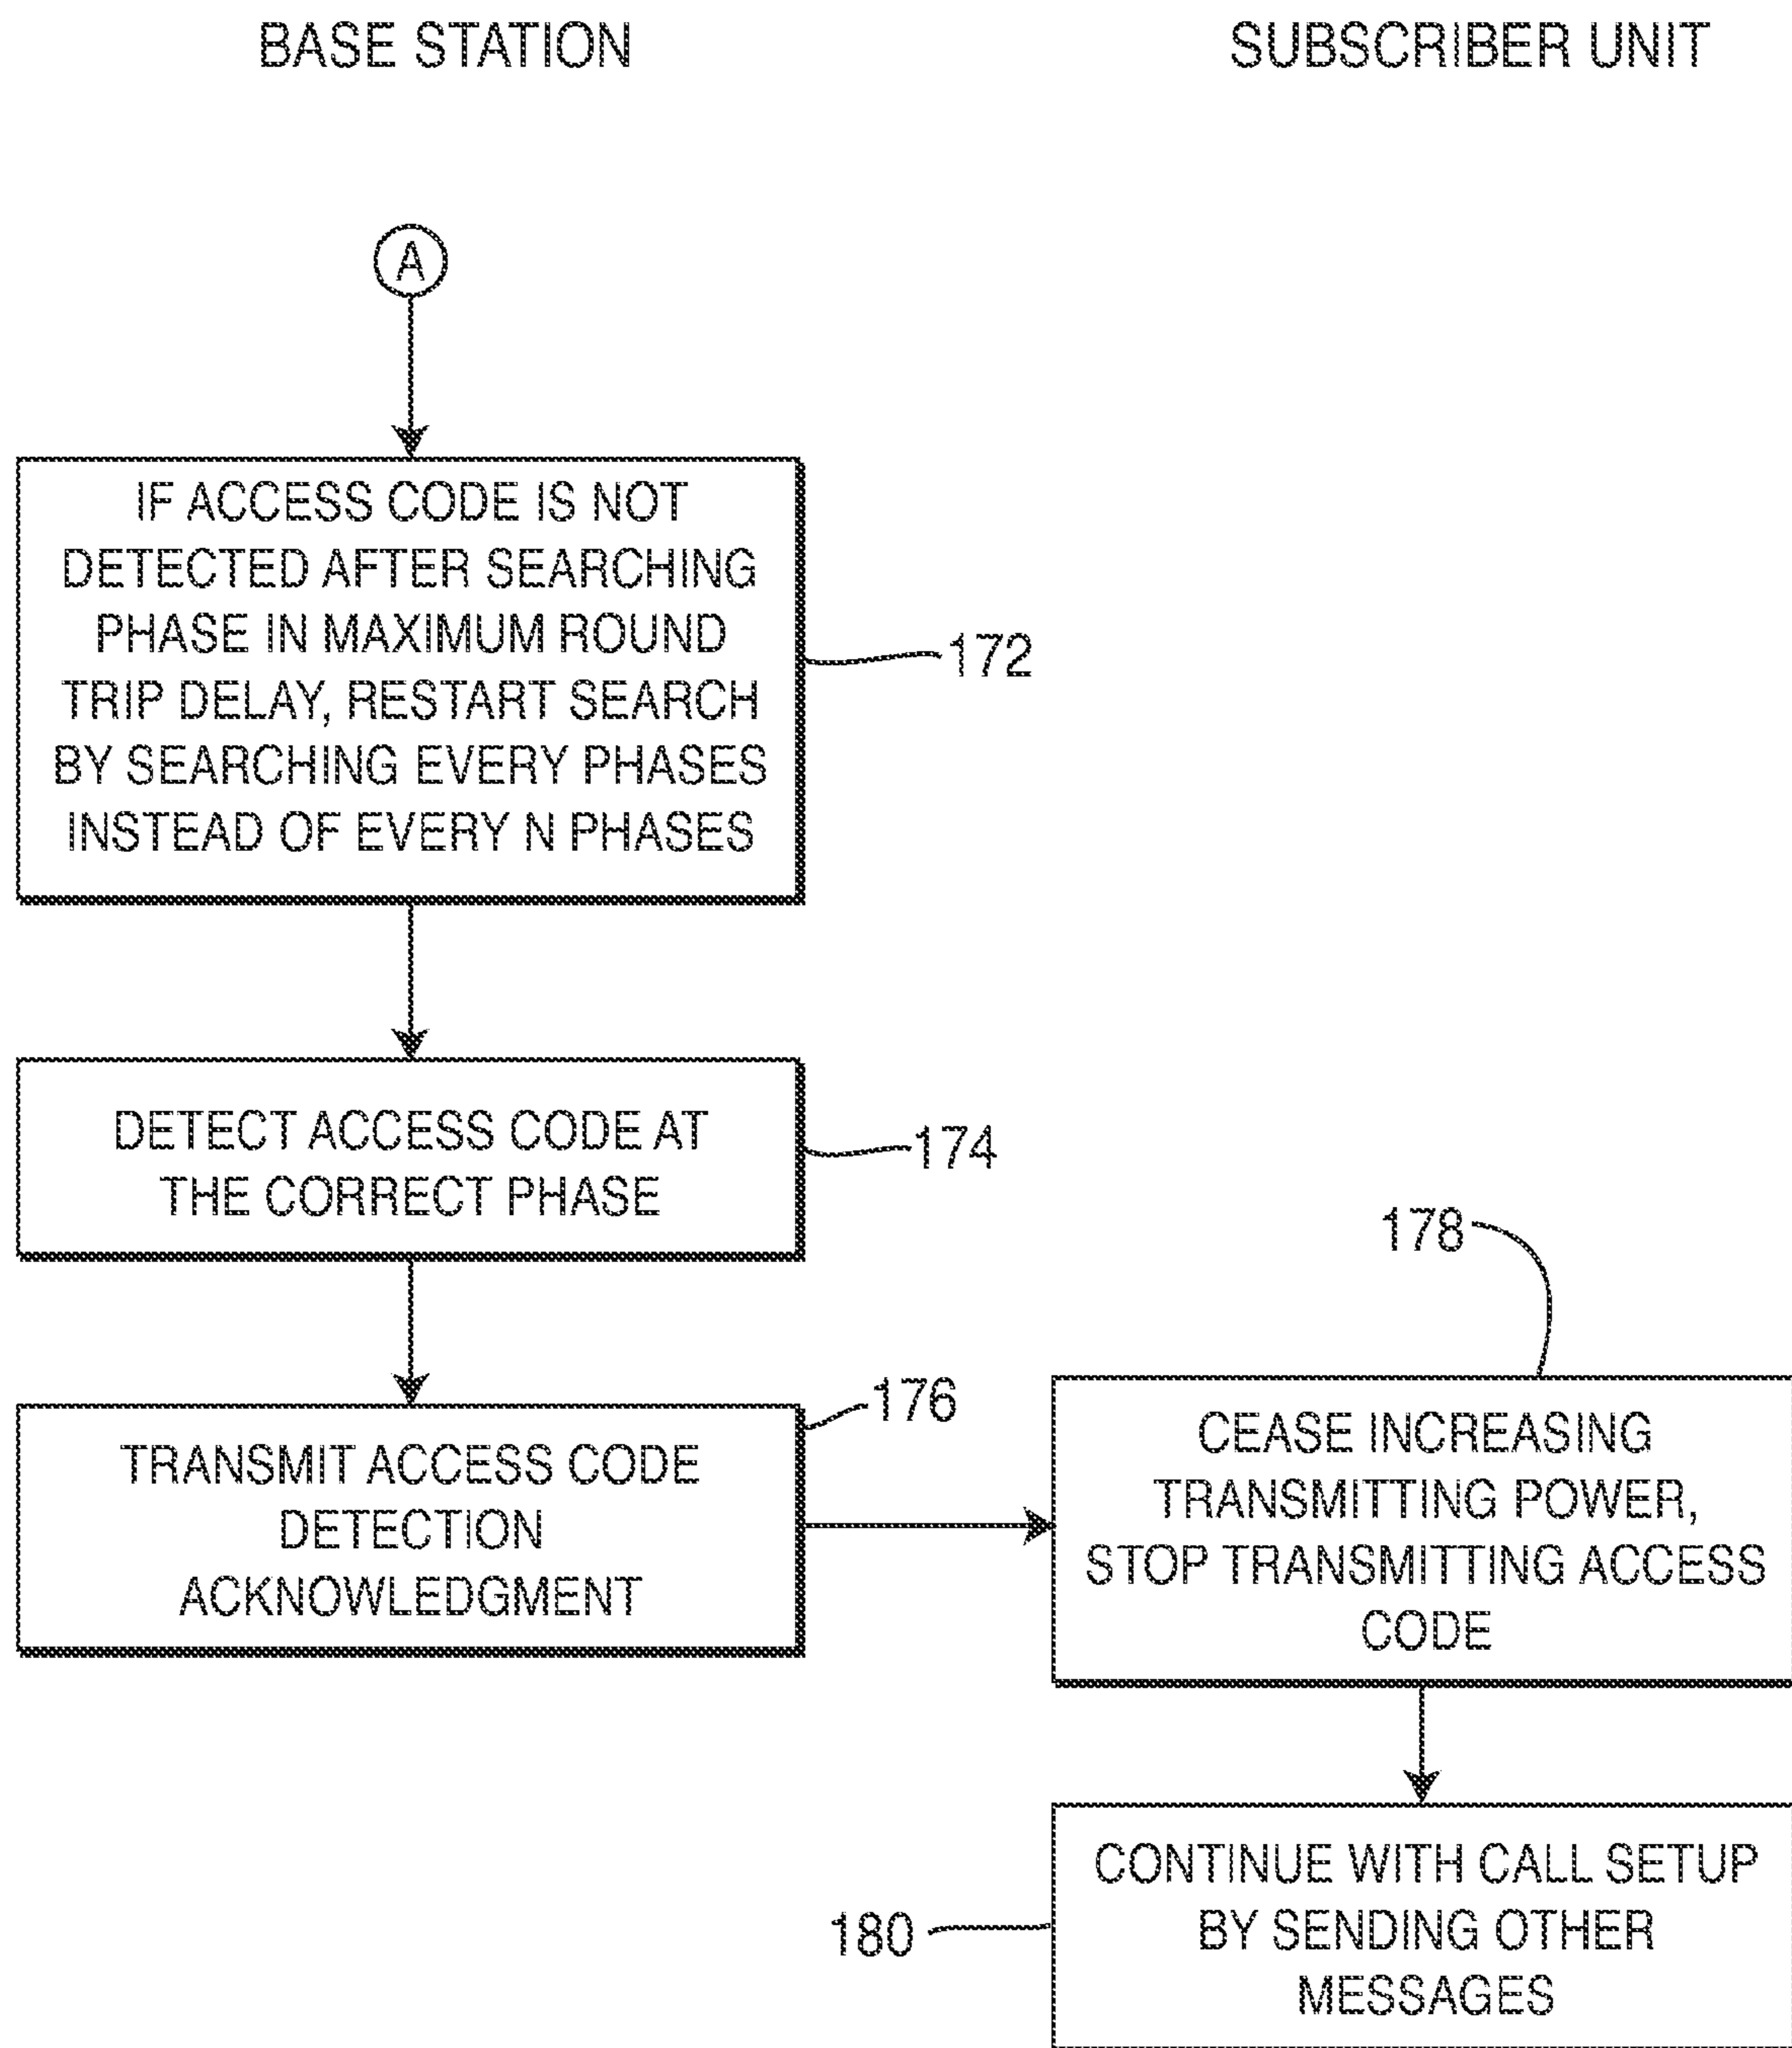 BASE STATION
SUBSCRIBER UNIT
A
IF ACCESS CODE IS NOT
DETECTED AFTER SEARCHING
PHASE IN MAXIMUM ROUND
TRIP DELAY, RESTART SEARCH
BY SEARCHING EVERY PHASES
INSTEAD OF EVERY N PHASES
172
DETECT ACCESS CODE AT
THE CORRECT PHASE
174
TRANSMIT ACCESS CODE
DETECTION
ACKNOWLEDGMENT
176
178
CEASE INCREASING
TRANSMITTING POWER,
STOP TRANSMITTING ACCESS
CODE
CONTINUE WITH CALL SETUP
BY SENDING OTHER
MESSAGES
180